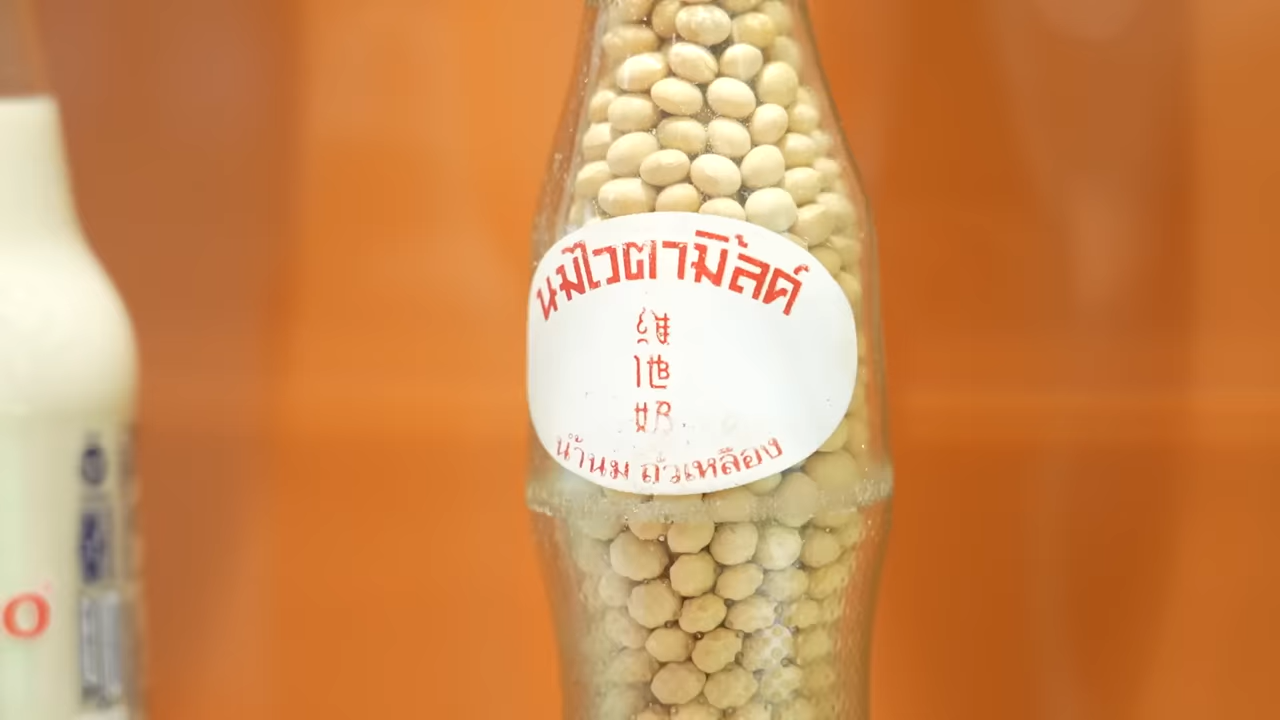 นมไวตามิ้ลค์
維
他
奶
น้ำนม ถั่วเหลือง
o